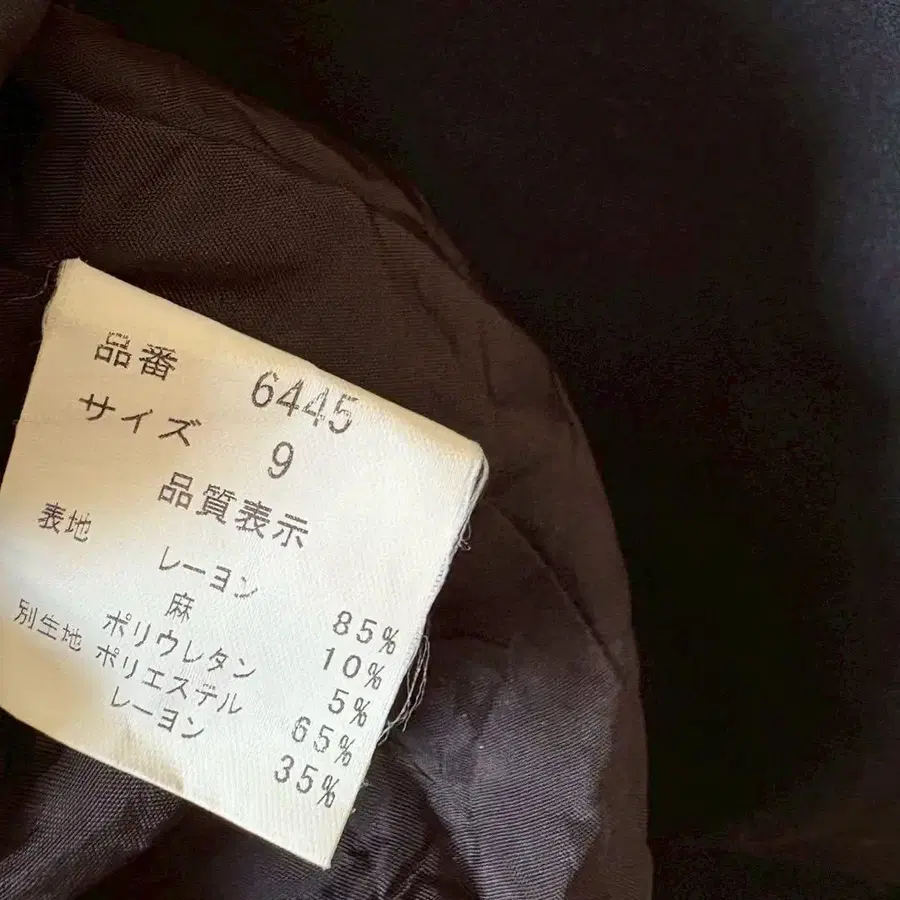 品番 6445
サイズ 9
品質表示
表地 レーヨン 85%
麻 10%
ポリウレタン 5%
別生地 ポリエステル 65%
レーヨン 35%